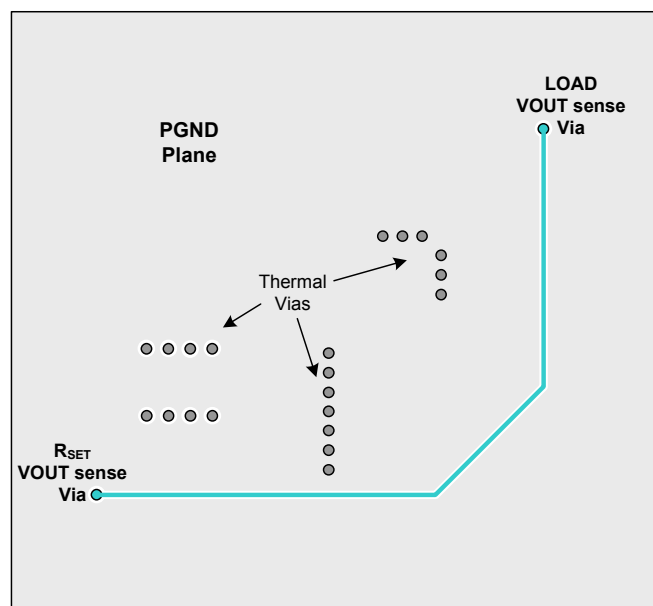 LOAD
VOUT sense
Via
PGND
Plane
Thermal
Vias
RSET
VOUT sense
Via